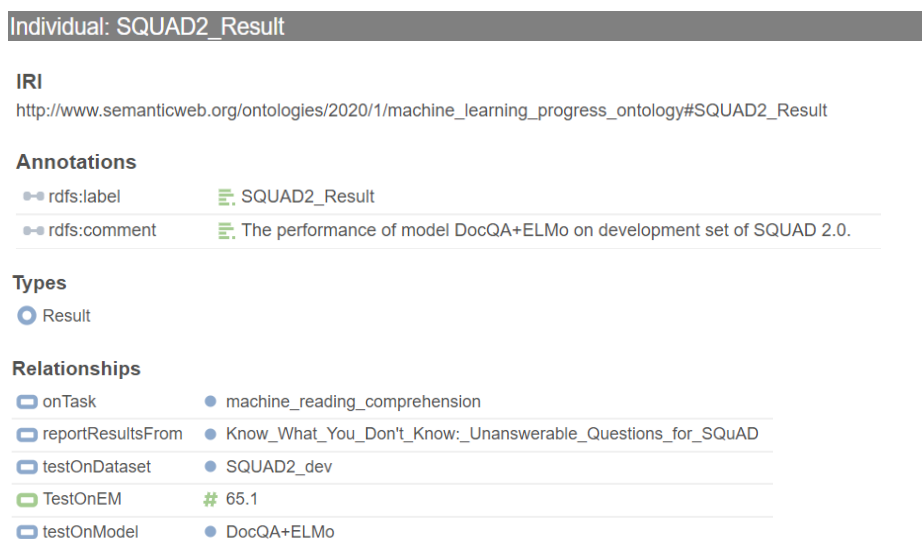 Individual: SQUAD2_Result
IRI
http://www.semanticweb.org/ontologies/2020/1/machine_learning_progress_ontology#SQUAD2_Result
Annotations
rdfs:label SQUAD2_Result
rdfs:comment The performance of model DocQA+ELMo on development set of SQUAD 2.0.
Types
Result
Relationships
onTask machine_reading_comprehension
reportResultsFrom Know_What_You_Don't_Know:_Unanswerable_Questions_for_SQuAD
testOnDataset SQUAD2_dev
TestOnEM # 65.1
testOnModel DocQA+ELMo